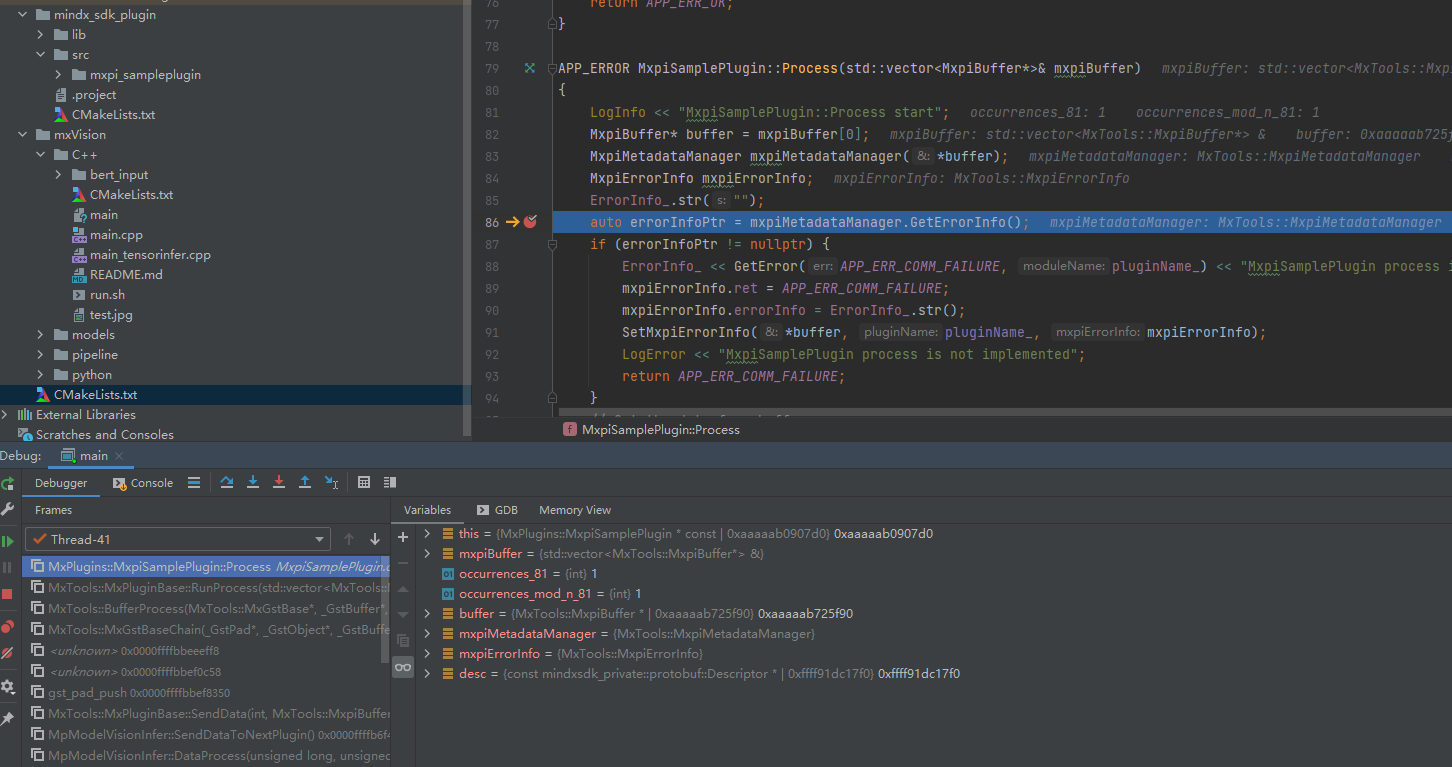 mindx_sdk_plugin
lib
src
mxpi_sampleplugin
.project
CMakeLists.txt
mxVision
C++
bert_input
CMakeLists.txt
main
main.cpp
main_tensorinfer.cpp
README.md
run.sh
test.jpg
models
pipeline
python
CMakeLists.txt
External Libraries
Scratches and Consoles
76 return APP_ERR_OK;
77 }
78
79 APP_ERROR MxpiSamplePlugin::Process(std::vector<MxpiBuffer*>& mxpiBuffer) mxpiBuffer: std::vector<MxTools::Mxp
80 {
81 LogInfo << "MxpiSamplePlugin::Process start"; occurrences_81: 1 occurrences_mod_n_81: 1
82 MxpiBuffer* buffer = mxpiBuffer[0]; mxpiBuffer: std::vector<MxTools::MxpiBuffer*> & buffer: 0xaaaaab725f
83 MxpiMetadataManager mxpiMetadataManager( &: *buffer); mxpiMetadataManager: MxTools::MxpiMetadataManager
84 MxpiErrorInfo mxpiErrorInfo; mxpiErrorInfo: MxTools::MxpiErrorInfo
85 ErrorInfo_.str( s: "");
86 auto errorInfoPtr = mxpiMetadataManager.GetErrorInfo(); mxpiMetadataManager: MxTools::MxpiMetadataManager
87 if (errorInfoPtr != nullptr) {
88 ErrorInfo_ << GetError( err: APP_ERR_COMM_FAILURE, moduleName: pluginName_) << "MxpiSamplePlugin process i
89 mxpiErrorInfo.ret = APP_ERR_COMM_FAILURE;
90 mxpiErrorInfo.errorInfo = ErrorInfo_.str();
91 SetMxpiErrorInfo( &: *buffer, pluginName: pluginName_, mxpiErrorInfo: mxpiErrorInfo);
92 LogError << "MxpiSamplePlugin process is not implemented";
93 return APP_ERR_COMM_FAILURE;
94 }
f MxpiSamplePlugin::Process
Debug: main
Debugger Console
Frames
Thread-41
MxPlugins::MxpiSamplePlugin::Process MxpiSamplePlugin.c
MxTools::MxPluginBase::RunProcess(std::vector<MxTools::
MxTools::BufferProcess(MxTools::MxGstBase*, _GstBuffer*,
MxTools::MxGstBaseChain(_GstPad*, _GstObject*, _GstBuffe
<unknown> 0x0000ffffbbeeeff8
<unknown> 0x0000ffffbbef0c58
gst_pad_push 0x0000ffffbbef8350
MxTools::MxPluginBase::SendData(int, MxTools::MxpiBuffer
MpModelVisionInfer::SendDataToNextPlugin() 0x0000ffffb6f4
MpModelVisionInfer::DataProcess(unsigned long, unsigned
Variables GDB Memory View
this = {MxPlugins::MxpiSamplePlugin * const | 0xaaaaab0907d0} 0xaaaaab0907d0
mxpiBuffer = {std::vector<MxTools::MxpiBuffer*> &}
occurrences_81 = {int} 1
occurrences_mod_n_81 = {int} 1
buffer = {MxTools::MxpiBuffer * | 0xaaaaab725f90} 0xaaaaab725f90
mxpiMetadataManager = {MxTools::MxpiMetadataManager}
mxpiErrorInfo = {MxTools::MxpiErrorInfo}
desc = {const mindxsdk_private::protobuf::Descriptor * | 0xffff91dc17f0} 0xffff91dc17f0